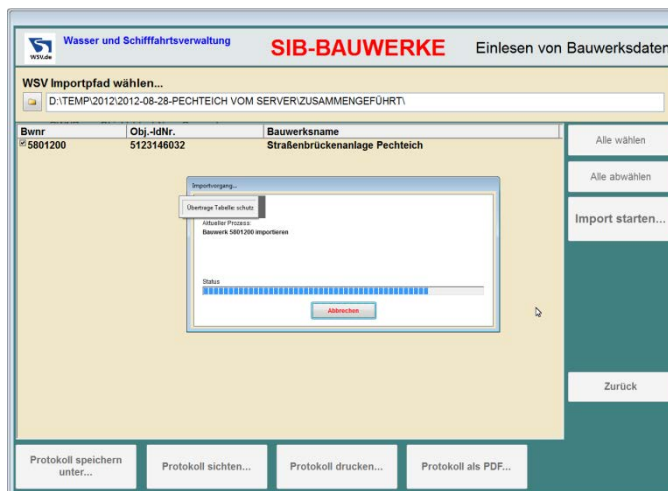 WSV.de
Wasser und Schifffahrtsverwaltung
SIB-BAUWERKE
Einlesen von Bauwerksdaten
WSV Importpfad wählen...
D:\TEMP\2012\2012-08-28-PECHTEICH VOM SERVER\ZUSAMMENGEFÜHRT\
Bwnr Obj.-IdNr. Bauwerksname
5801200 5123146032 Straßenbrückenanlage Pechteich
Alle wählen
Alle abwählen
Import starten...
Importvorgang...
Übertrage Tabelle: schutz
Aktueller Prozess:
Bauwerk 5801200 importieren
Status
Abbrechen
Zurück
Protokoll speichern
unter...
Protokoll sichten...
Protokoll drucken...
Protokoll als PDF...